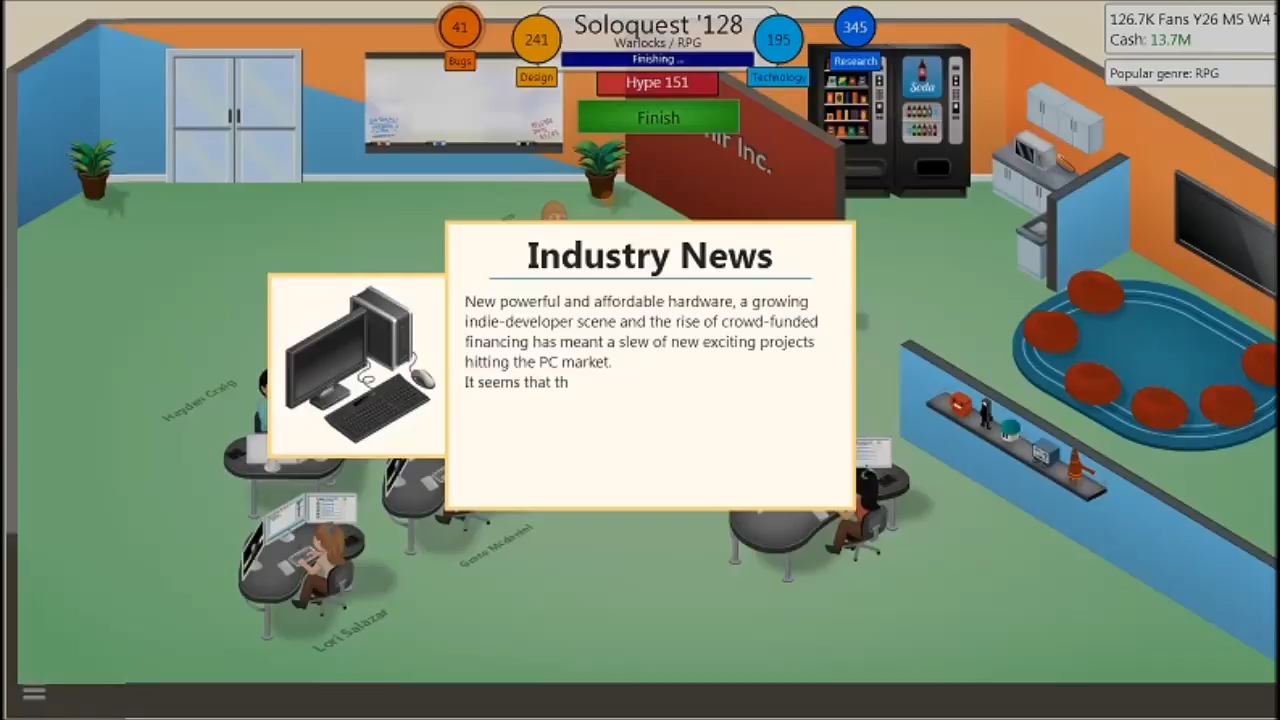 41
Bugs
241
Design
Soloquest '128
Warlocks / RPG
Finishing ...
Hype 151
Finish
195
Technology
345
Research
126.7K Fans Y26 M5 W4
Cash: 13.7M
Popular genre: RPG
Inc.
Soda
Industry News
New powerful and affordable hardware, a growing
indie-developer scene and the rise of crowd-funded
financing has meant a slew of new exciting projects
hitting the PC market.
It seems that th
Hayden Craig
Lori Salazar